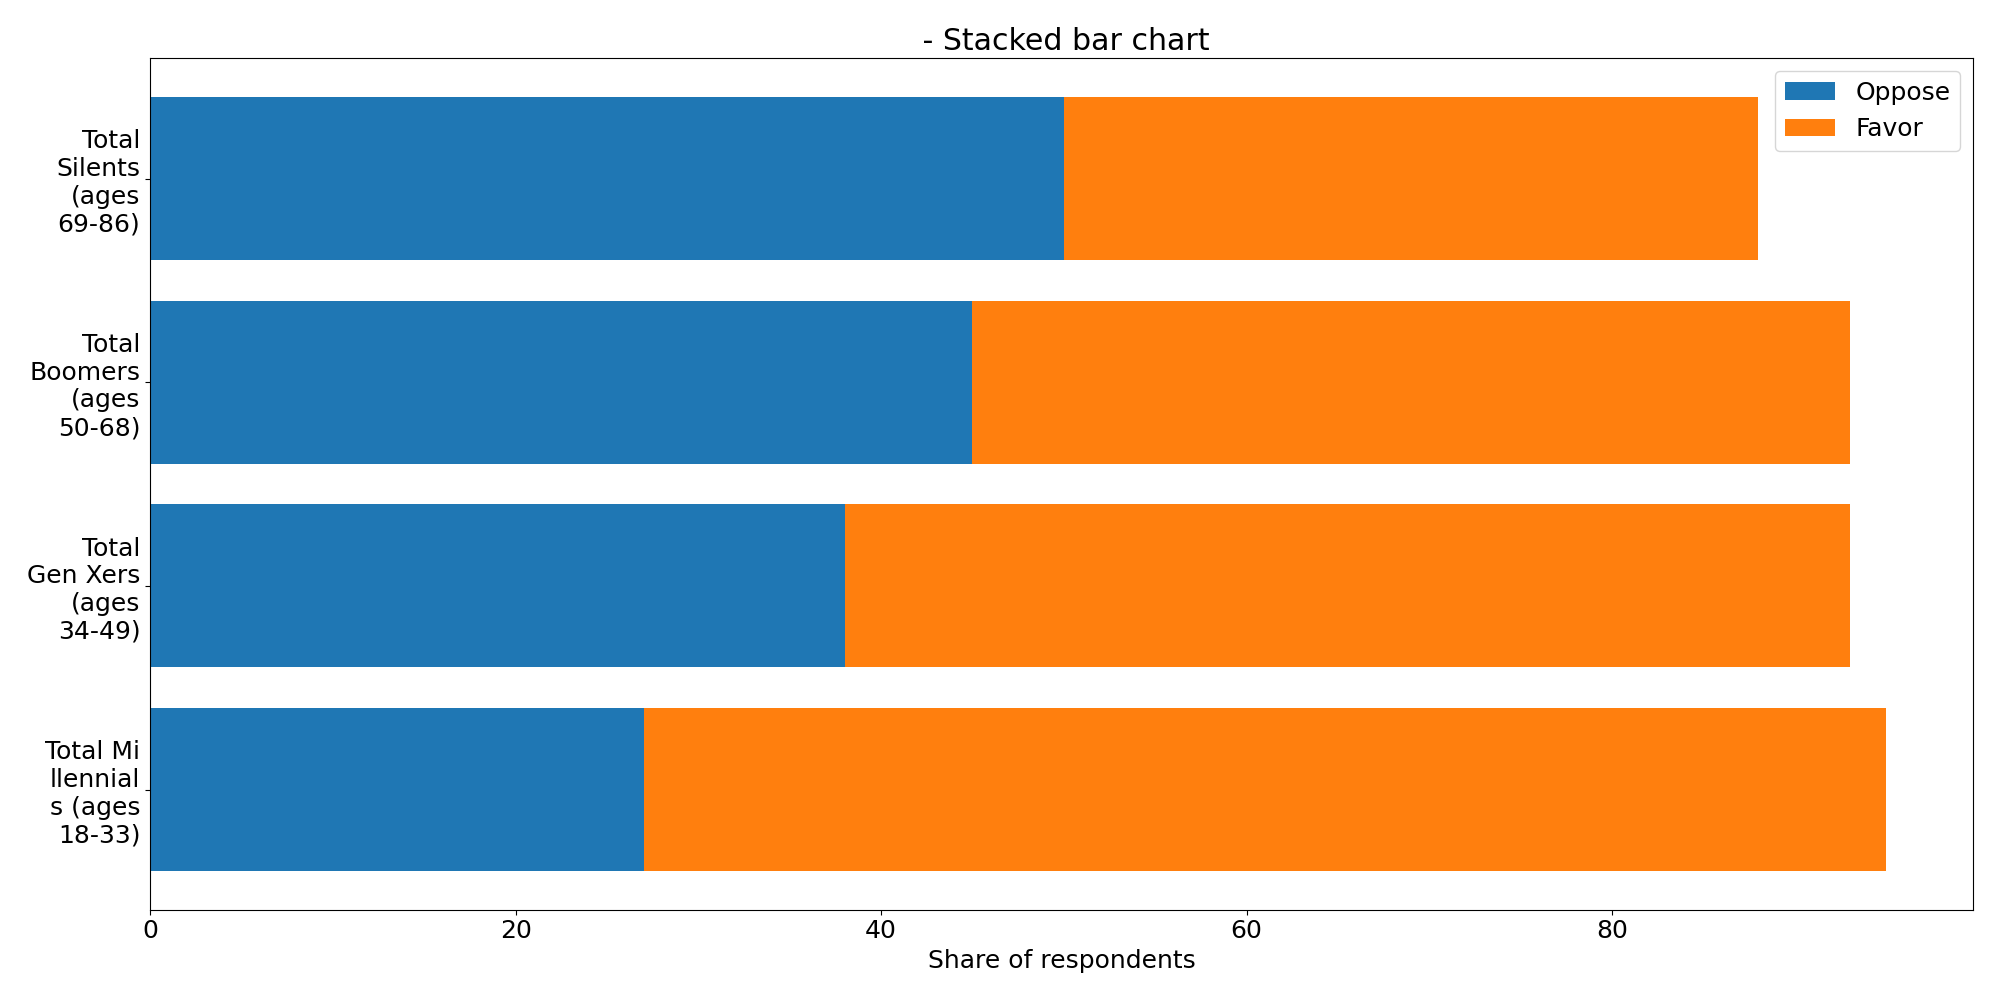 - Stacked bar chart
Oppose
Favor
Total
Silents
(ages
69-86)
Total
Boomers
(ages
50-68)
Total
Gen Xers
(ages
34-49)
Total Mi
llennial
s (ages
18-33)
0 20 40 60 80
Share of respondents